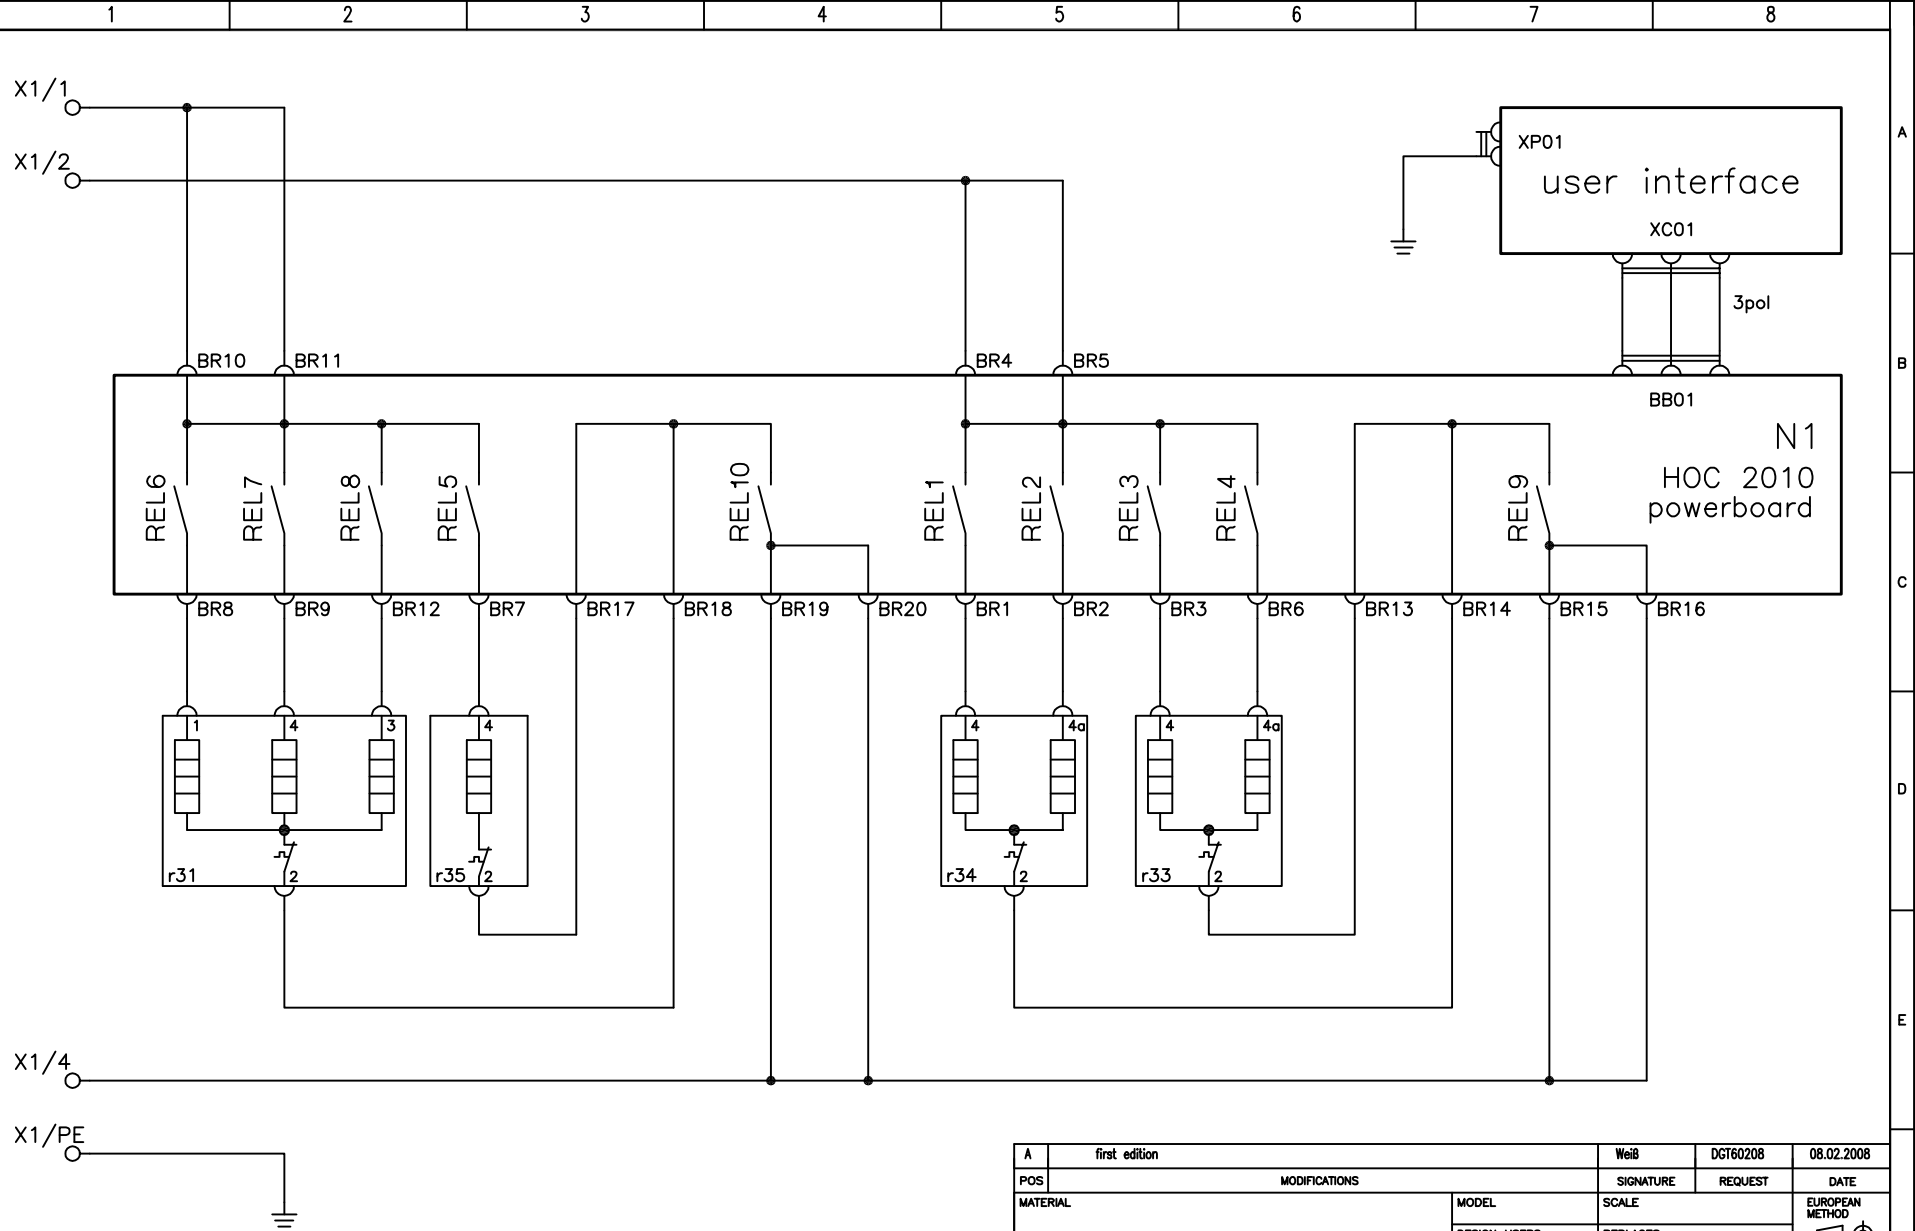 1 2 3 4 5 6 7 8
X1/1
A
XP01
X1/2
user interface
XC01
3pol
BR10 BR11 BR4 BR5
B
BB01
N1
REL6 REL7 REL8 REL5 REL10 REL1 REL2 REL3 REL4 REL9
HOC 2010
powerboard
C
BR8 BR9 BR12 BR7 BR17 BR18 BR19 BR20 BR1 BR2 BR3 BR6 BR13 BR14 BR15 BR16
1 4 3 4 4 4a 4 4a
D
r31 2 r35 2 r34 2 r33 2
E
X1/4
X1/PE
A first edition Weiß DGT60208 08.02.2008
POS MODIFICATIONS SIGNATURE REQUEST DATE
MATERIAL MODEL SCALE EUROPEAN
METHOD